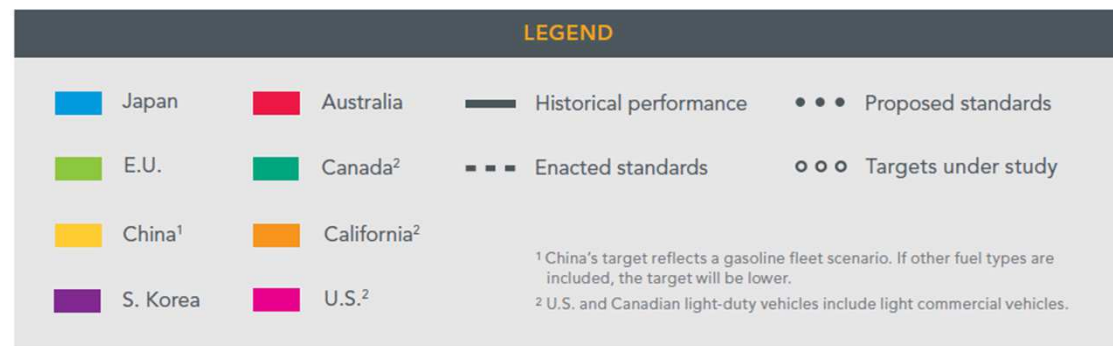 LEGEND
Japan
Australia
Historical performance
Proposed standards
E.U.
Canada²
Enacted standards
Targets under study
China¹
California²
S. Korea
U.S.²
¹ China's target reflects a gasoline fleet scenario. If other fuel types are
included, the target will be lower.
² U.S. and Canadian light-duty vehicles include light commercial vehicles.